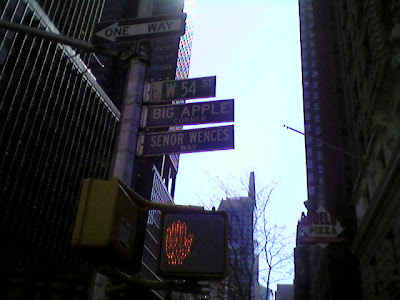 ONE WAY
W 54 ST
BIG APPLE
CORNER
SENOR WENCES
WAY
PIZZA